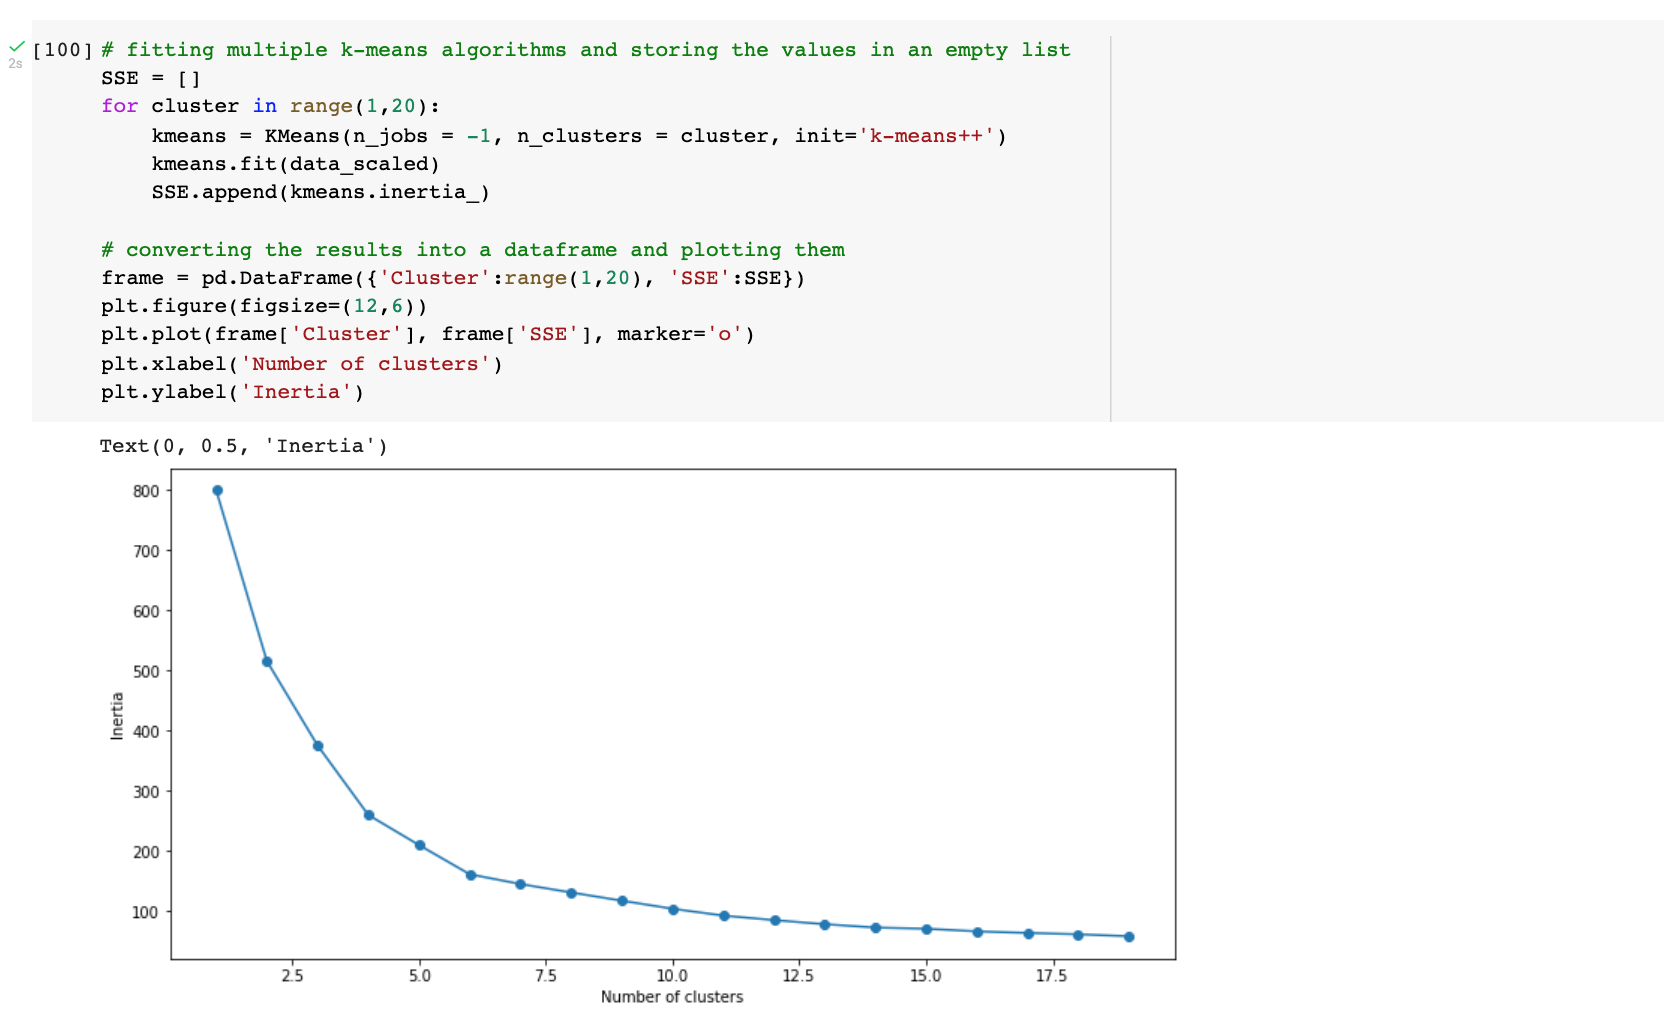 [100] # fitting multiple k-means algorithms and storing the values in an empty list
2s
SSE = []
for cluster in range(1,20):
    kmeans = KMeans(n_jobs = -1, n_clusters = cluster, init='k-means++')
    kmeans.fit(data_scaled)
    SSE.append(kmeans.inertia_)
# converting the results into a dataframe and plotting them
frame = pd.DataFrame({'Cluster':range(1,20), 'SSE':SSE})
plt.figure(figsize=(12,6))
plt.plot(frame['Cluster'], frame['SSE'], marker='o')
plt.xlabel('Number of clusters')
plt.ylabel('Inertia')
Text(0, 0.5, 'Inertia')
800
700
600
500
400
300
200
100
Inertia
2.5 5.0 7.5 10.0 12.5 15.0 17.5
Number of clusters